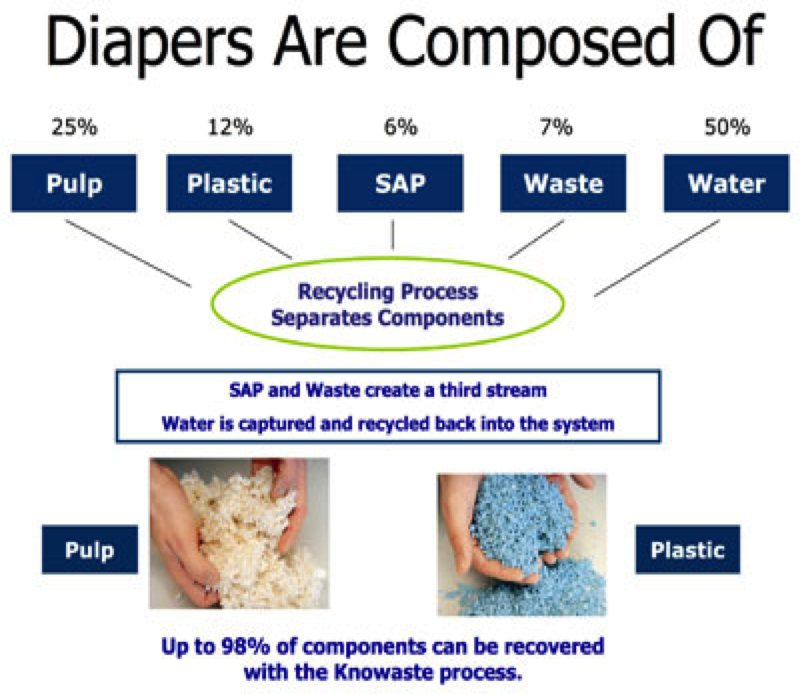 Diapers Are Composed Of
25% 12% 6% 7% 50%
Pulp Plastic SAP Waste Water
Recycling Process
Separates Components
SAP and Waste create a third stream
Water is captured and recycled back into the system
Pulp Plastic
Up to 98% of components can be recovered
with the Knowaste process.